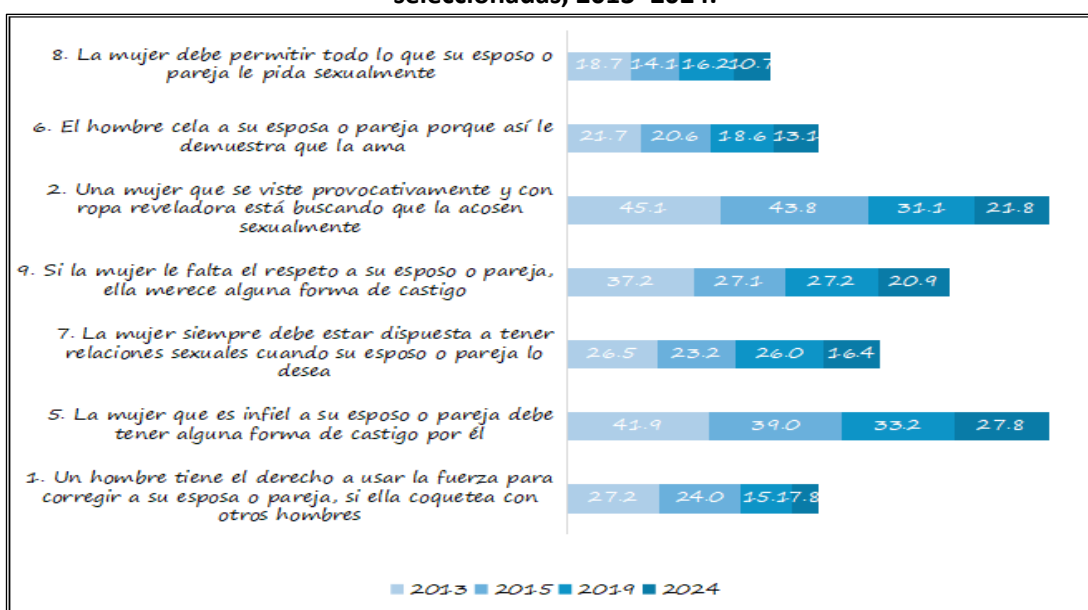 seleccionadas, 2013-2024.
8. La mujer debe permitir todo lo que su esposo o
pareja le pida sexualmente
18.7 14.1 16.2 10.7
6. El hombre cela a su esposa o pareja porque así le
demuestra que la ama
21.7 20.6 18.6 13.1
2. Una mujer que se viste provocativamente y con
ropa reveladora está buscando que la acosen
sexualmente
45.1 43.8 31.1 21.8
9. Si la mujer le falta el respeto a su esposo o pareja,
ella merece alguna forma de castigo
37.2 27.1 27.2 20.9
7. La mujer siempre debe estar dispuesta a tener
relaciones sexuales cuando su esposo o pareja lo
desea
26.5 23.2 26.0 16.4
5. La mujer que es infiel a su esposo o pareja debe
tener alguna forma de castigo por él
41.9 39.0 33.2 27.8
1. Un hombre tiene el derecho a usar la fuerza para
corregir a su esposa o pareja, si ella coquetea con
otros hombres
27.2 24.0 15.1 7.8
2013 2015 2019 2024